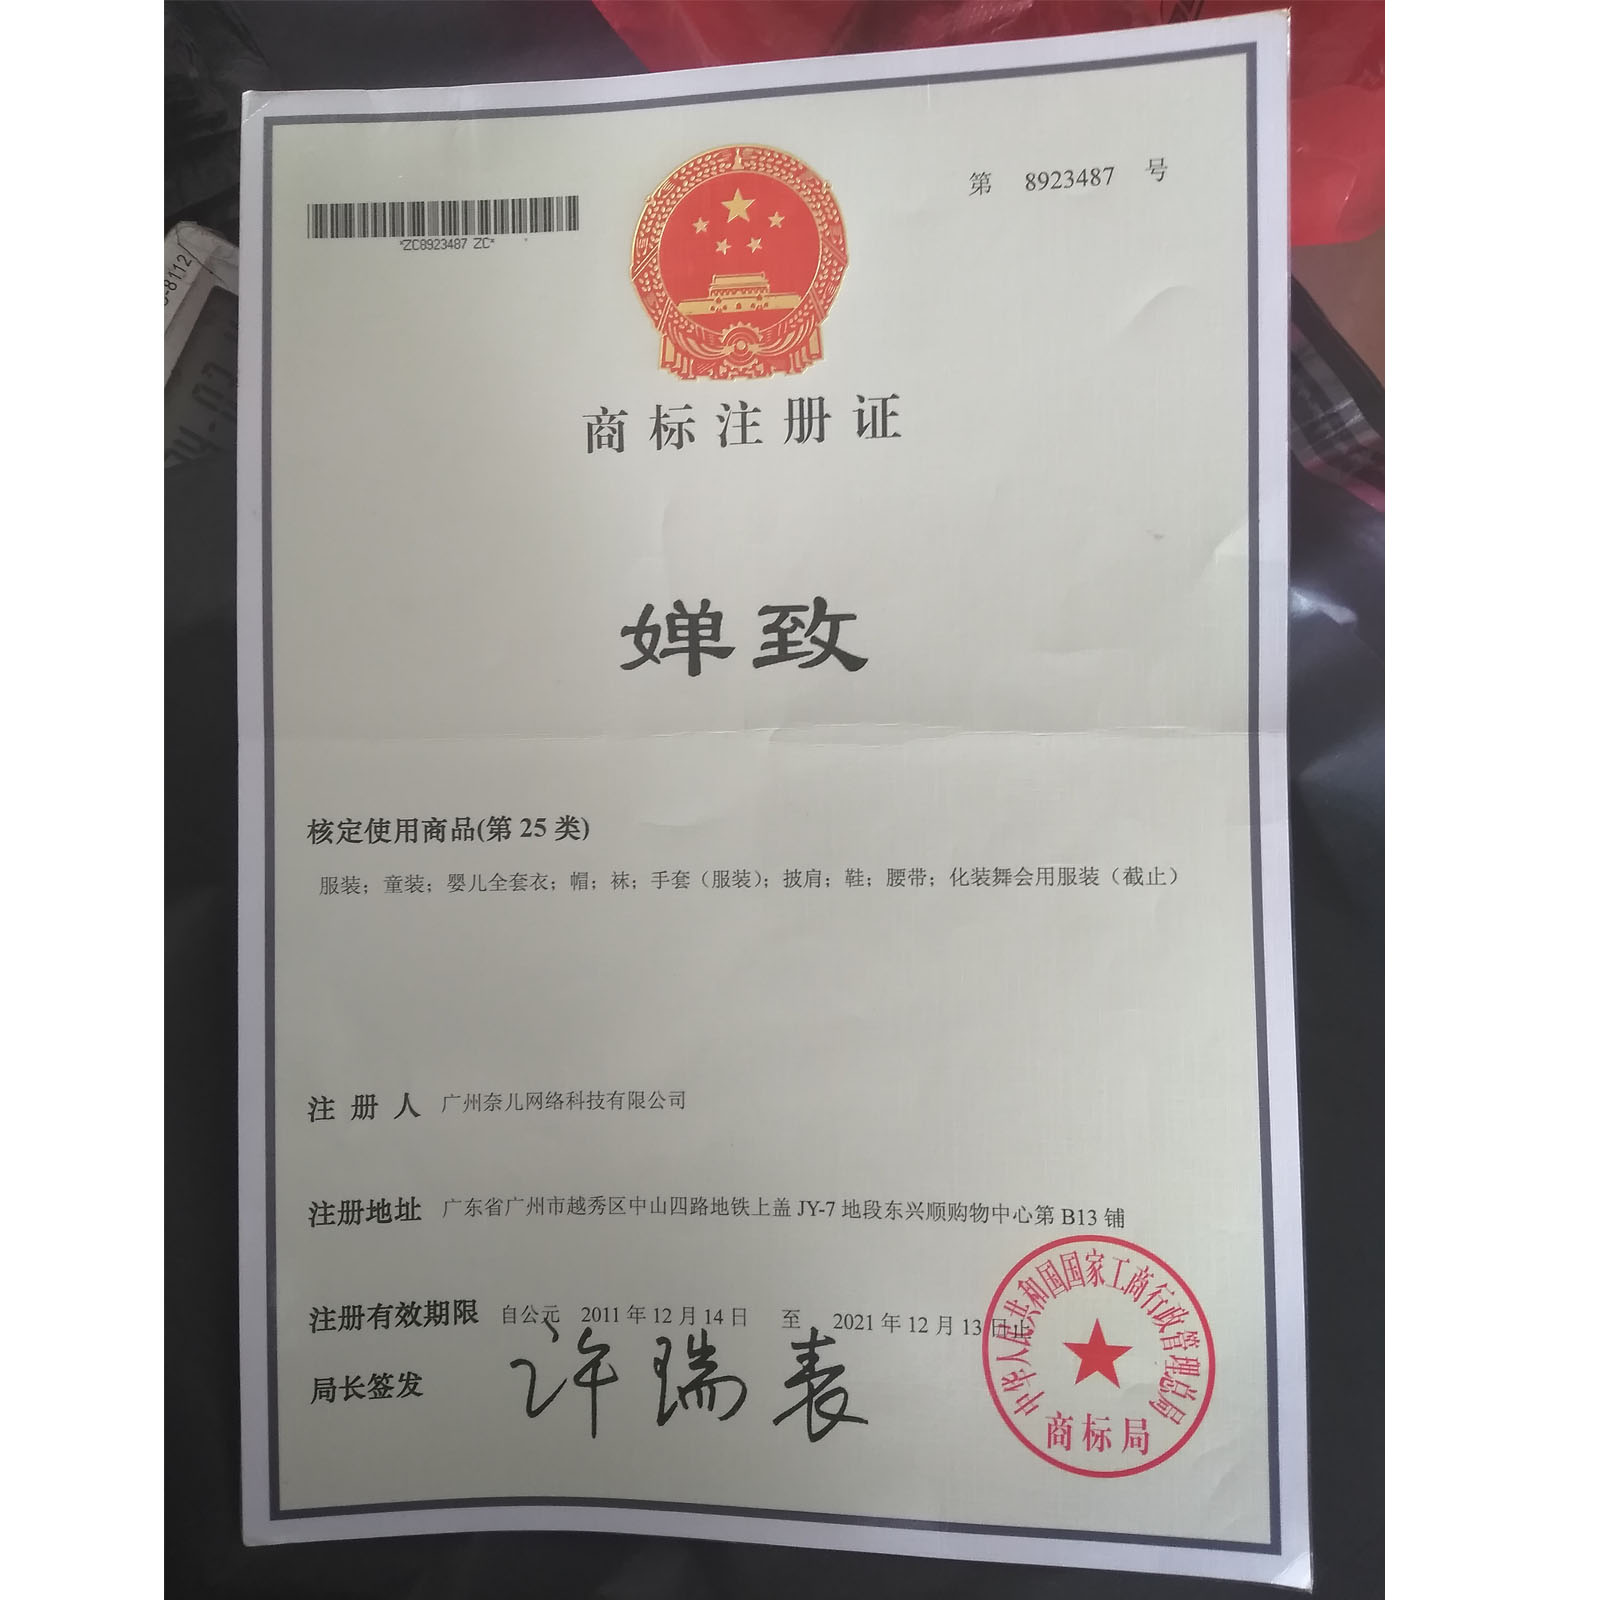 第 8923487 号
*ZC8923487 ZC*
商标注册证
婵致
核定使用商品(第 25 类)
服装；童装；婴儿全套衣；帽；袜；手套（服装）；披肩；鞋；腰带；化装舞会用服装（截止）
注 册 人 广州奈儿网络科技有限公司
注册地址 广东省广州市越秀区中山四路地铁上盖 JY-7 地段东兴顺购物中心第 B13 铺
注册有效期限 自公元 2011 年 12 月 14 日 至 2021 年 12 月 13 日止
局长签发 许瑞表
中华人民共和国国家工商行政管理总局
商标局